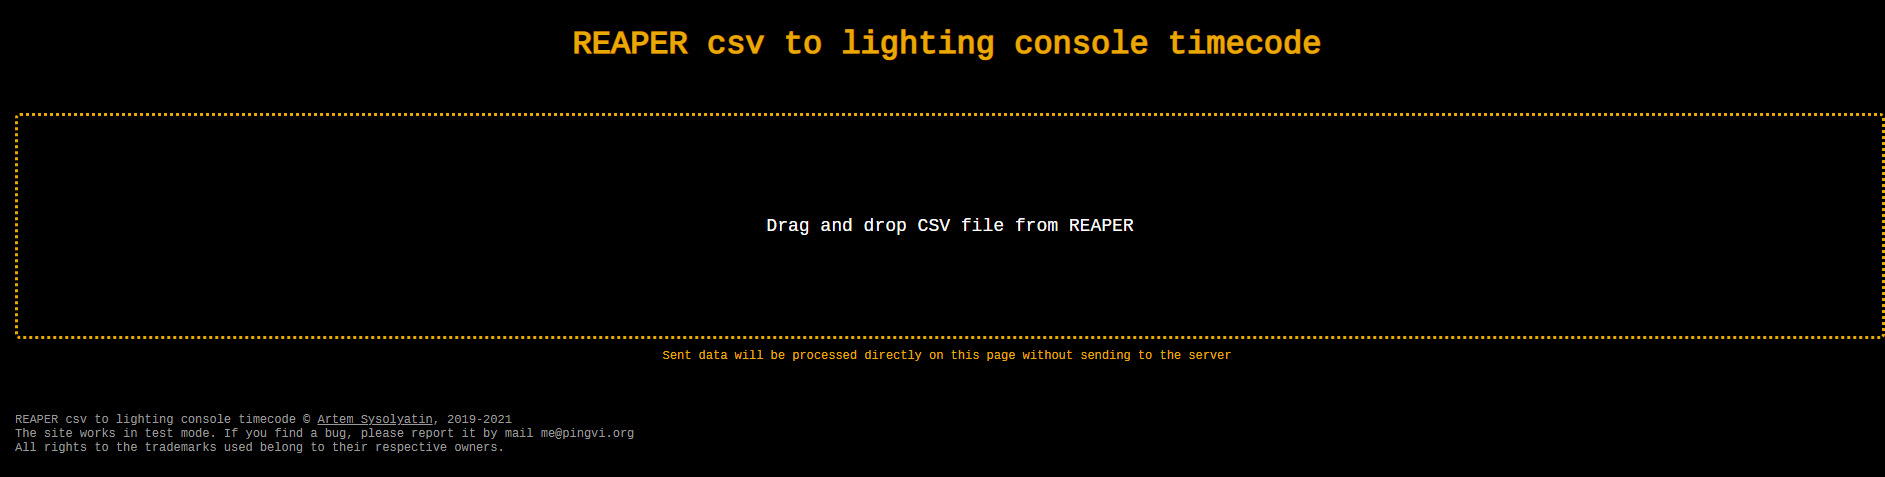 REAPER csv to lighting console timecode
Drag and drop CSV file from REAPER
Sent data will be processed directly on this page without sending to the server
REAPER csv to lighting console timecode © Artem Sysolyatin, 2019-2021
The site works in test mode. If you find a bug, please report it by mail me@pingvi.org
All rights to the trademarks used belong to their respective owners.